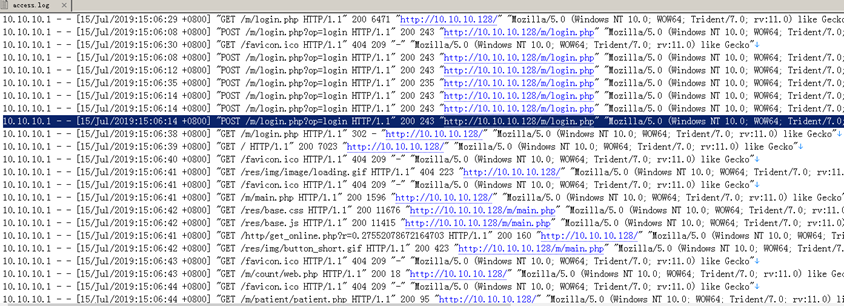 access.log
10.10.10.1 - - [15/Jul/2019:15:06:29 +0800] "GET /m/login.php HTTP/1.1" 200 6471 "http://10.10.10.128/" "Mozilla/5.0 (Windows NT 10.0; WOW64; Trident/7.0; rv:11.0) like Gecko"
10.10.10.1 - - [15/Jul/2019:15:06:08 +0800] "POST /m/login.php?op=login HTTP/1.1" 200 243 "http://10.10.10.128/m/login.php" "Mozilla/5.0 (Windows NT 10.0; WOW64; Trident/7.0;
10.10.10.1 - - [15/Jul/2019:15:06:30 +0800] "GET /favicon.ico HTTP/1.1" 404 209 "-" "Mozilla/5.0 (Windows NT 10.0; WOW64; Trident/7.0; rv:11.0) like Gecko"↓
10.10.10.1 - - [15/Jul/2019:15:06:08 +0800] "POST /m/login.php?op=login HTTP/1.1" 200 243 "http://10.10.10.128/m/login.php" "Mozilla/5.0 (Windows NT 10.0; WOW64; Trident/7.0;
10.10.10.1 - - [15/Jul/2019:15:06:12 +0800] "POST /m/login.php?op=login HTTP/1.1" 200 243 "http://10.10.10.128/m/login.php" "Mozilla/5.0 (Windows NT 10.0; WOW64; Trident/7.0;
10.10.10.1 - - [15/Jul/2019:15:06:35 +0800] "POST /m/login.php?op=login HTTP/1.1" 200 235 "http://10.10.10.128/m/login.php" "Mozilla/5.0 (Windows NT 10.0; WOW64; Trident/7.0;
10.10.10.1 - - [15/Jul/2019:15:06:14 +0800] "POST /m/login.php?op=login HTTP/1.1" 200 243 "http://10.10.10.128/m/login.php" "Mozilla/5.0 (Windows NT 10.0; WOW64; Trident/7.0;
10.10.10.1 - - [15/Jul/2019:15:06:14 +0800] "POST /m/login.php?op=login HTTP/1.1" 200 243 "http://10.10.10.128/m/login.php" "Mozilla/5.0 (Windows NT 10.0; WOW64; Trident/7.0;
10.10.10.1 - - [15/Jul/2019:15:06:14 +0800] "POST /m/login.php?op=login HTTP/1.1" 200 243 "http://10.10.10.128/m/login.php" "Mozilla/5.0 (Windows NT 10.0; WOW64; Trident/7.0;
10.10.10.1 - - [15/Jul/2019:15:06:38 +0800] "GET /m/login.php HTTP/1.1" 302 - "http://10.10.10.128/" "Mozilla/5.0 (Windows NT 10.0; WOW64; Trident/7.0; rv:11.0) like Gecko"↓
10.10.10.1 - - [15/Jul/2019:15:06:39 +0800] "GET / HTTP/1.1" 200 7023 "http://10.10.10.128/" "Mozilla/5.0 (Windows NT 10.0; WOW64; Trident/7.0; rv:11.0) like Gecko"↓
10.10.10.1 - - [15/Jul/2019:15:06:40 +0800] "GET /favicon.ico HTTP/1.1" 404 209 "-" "Mozilla/5.0 (Windows NT 10.0; WOW64; Trident/7.0; rv:11.0) like Gecko"↓
10.10.10.1 - - [15/Jul/2019:15:06:41 +0800] "GET /res/img/image/loading.gif HTTP/1.1" 404 223 "http://10.10.10.128/" "Mozilla/5.0 (Windows NT 10.0; WOW64; Trident/7.0; rv:11.0) like
10.10.10.1 - - [15/Jul/2019:15:06:41 +0800] "GET /favicon.ico HTTP/1.1" 404 209 "-" "Mozilla/5.0 (Windows NT 10.0; WOW64; Trident/7.0; rv:11.0) like Gecko"↓
10.10.10.1 - - [15/Jul/2019:15:06:41 +0800] "GET /m/main.php HTTP/1.1" 200 1596 "http://10.10.10.128/" "Mozilla/5.0 (Windows NT 10.0; WOW64; Trident/7.0; rv:11.0) like Gecko"↓
10.10.10.1 - - [15/Jul/2019:15:06:42 +0800] "GET /res/base.css HTTP/1.1" 200 11676 "http://10.10.10.128/m/main.php" "Mozilla/5.0 (Windows NT 10.0; WOW64; Trident/7.0; rv:11.0)
10.10.10.1 - - [15/Jul/2019:15:06:42 +0800] "GET /res/base.js HTTP/1.1" 200 11415 "http://10.10.10.128/m/main.php" "Mozilla/5.0 (Windows NT 10.0; WOW64; Trident/7.0; rv:11.0)
10.10.10.1 - - [15/Jul/2019:15:06:41 +0800] "GET /http/get_online.php?r=0.2755207867216470З HTTP/1.1" 200 160 "http://10.10.10.128/" "Mozilla/5.0 (Windows NT 10.0; WOW64; Trident/7.0;
10.10.10.1 - - [15/Jul/2019:15:06:42 +0800] "GET /res/img/button_short.gif HTTP/1.1" 200 423 "http://10.10.10.128/m/main.php" "Mozilla/5.0 (Windows NT 10.0; WOW64; Trident/7.0;
10.10.10.1 - - [15/Jul/2019:15:06:43 +0800] "GET /favicon.ico HTTP/1.1" 404 209 "-" "Mozilla/5.0 (Windows NT 10.0; WOW64; Trident/7.0; rv:11.0) like Gecko"↓
10.10.10.1 - - [15/Jul/2019:15:06:43 +0800] "GET /m/count/web.php HTTP/1.1" 200 18 "http://10.10.10.128/" "Mozilla/5.0 (Windows NT 10.0; WOW64; Trident/7.0; rv:11.0) like Gecko"↓
10.10.10.1 - - [15/Jul/2019:15:06:44 +0800] "GET /favicon.ico HTTP/1.1" 404 209 "-" "Mozilla/5.0 (Windows NT 10.0; WOW64; Trident/7.0; rv:11.0) like Gecko"↓
10.10.10.1 - - [15/Jul/2019:15:06:44 +0800] "GET /m/patient/patient.php HTTP/1.1" 200 95 "http://10.10.10.128/" "Mozilla/5.0 (Windows NT 10.0; WOW64; Trident/7.0; rv:11.0) like Gecko"